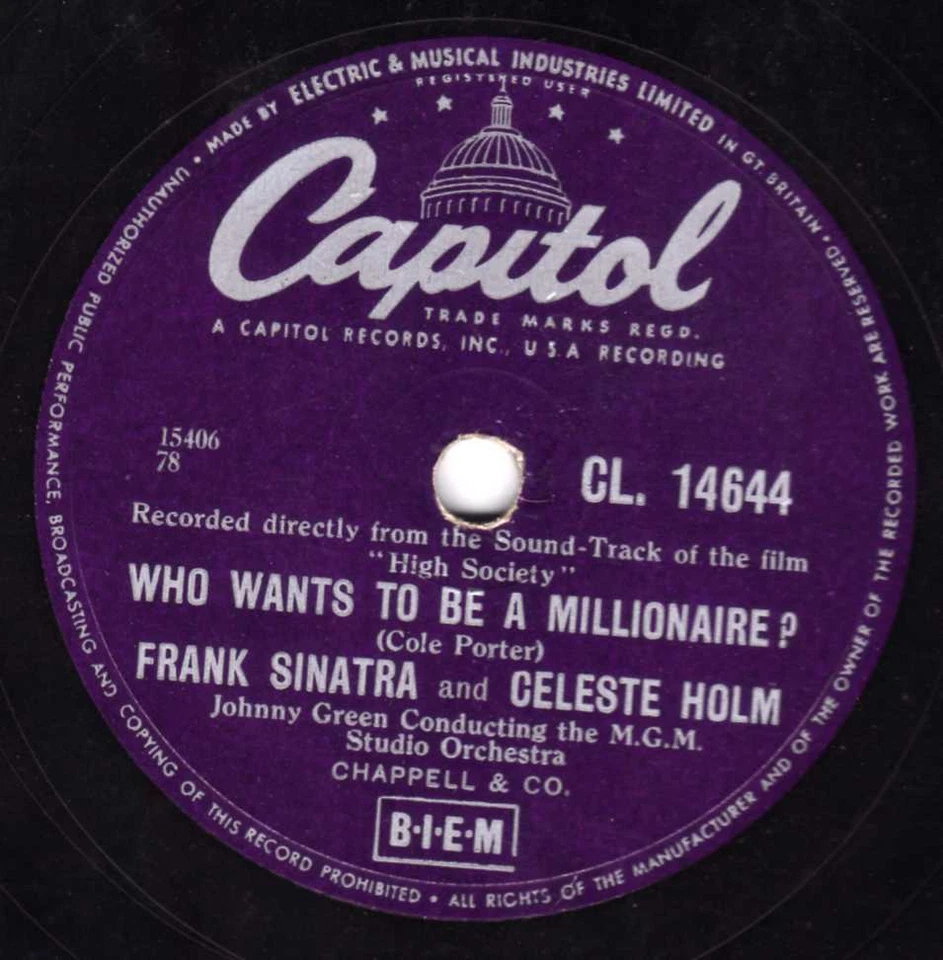 MADE BY ELECTRIC & MUSICAL INDUSTRIES LIMITED IN GT. BRITAIN •
REGISTERED USER
Capitol
TRADE MARKS REGD.
A CAPITOL RECORDS, INC., U.S.A RECORDING
15406
78
CL. 14644
Recorded directly from the Sound-Track of the film
"High Society"
WHO WANTS TO BE A MILLIONAIRE?
(Cole Porter)
FRANK SINATRA and CELESTE HOLM
Johnny Green Conducting the M.G.M.
Studio Orchestra
CHAPPELL & CO.
B·I·E·M
UNAUTHORIZED PUBLIC PERFORMANCE, BROADCASTING AND COPYING OF THIS RECORD PROHIBITED • ALL RIGHTS OF THE MANUFACTURER AND OF THE OWNER OF THE RECORDED WORK ARE RESERVED •